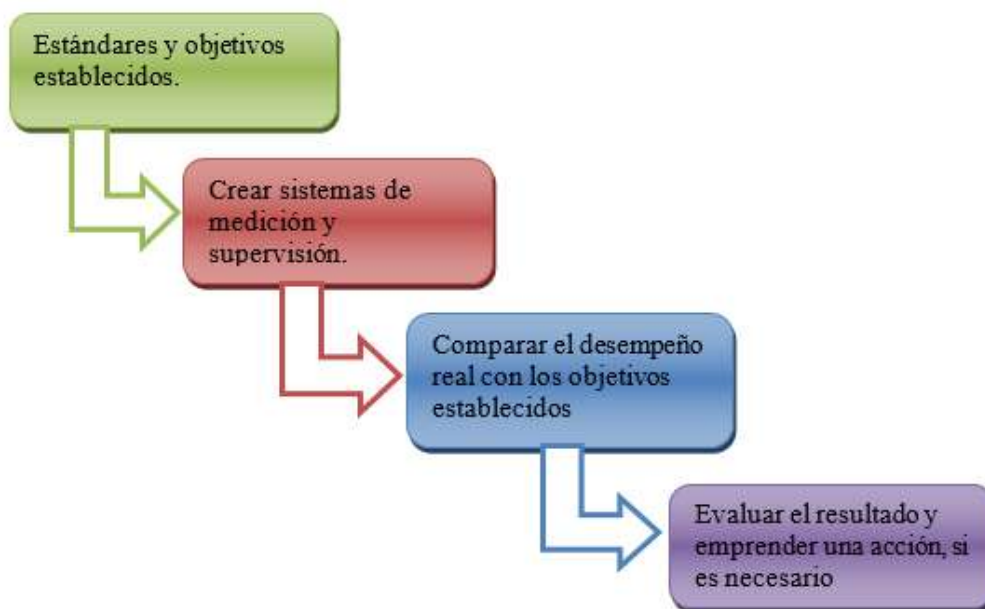 Estándares y objetivos
establecidos.
Crear sistemas de
medición y
supervisión.
Comparar el desempeño
real con los objetivos
establecidos
Evaluar el resultado y
emprender una acción, si
es necesario